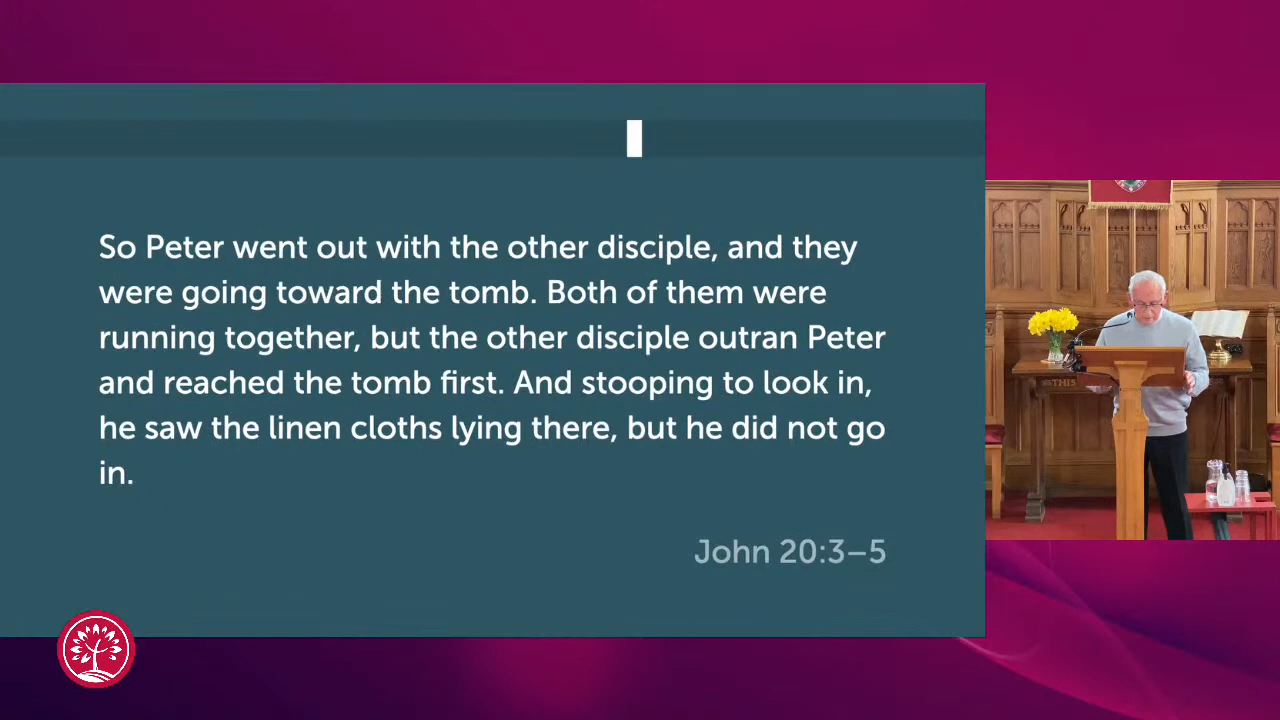 So Peter went out with the other disciple, and they
were going toward the tomb. Both of them were
running together, but the other disciple outran Peter
and reached the tomb first. And stooping to look in,
he saw the linen cloths lying there, but he did not go
in.
John 20:3–5
THIS